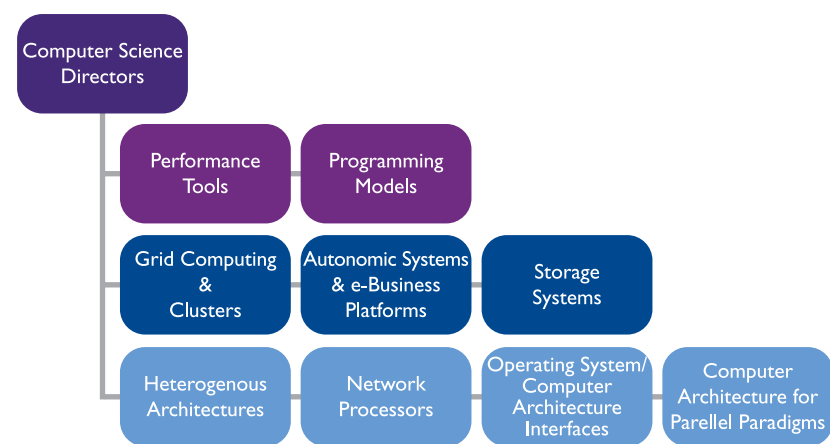 Computer Science
Directors
Performance
Tools
Programming
Models
Grid Computing
&
Clusters
Autonomic Systems
& e-Business
Platforms
Storage
Systems
Heterogenous
Architectures
Network
Processors
Operating System/
Computer
Architecture
Interfaces
Computer
Architecture for
Parellel Paradigms